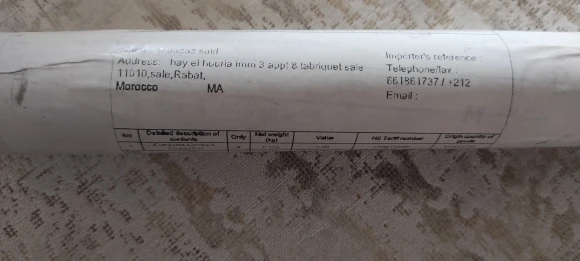 said
Address: hay el houria imm 3 appt 8 tabriquet sale
11010,sale,Rabat,
Morocco MA
Importer's reference :
Telephone/fax :
661861737 / +212
Email :
No Detailed description of contents Qnty Net weight (kg) Value HS Tariff number Origin country of goods